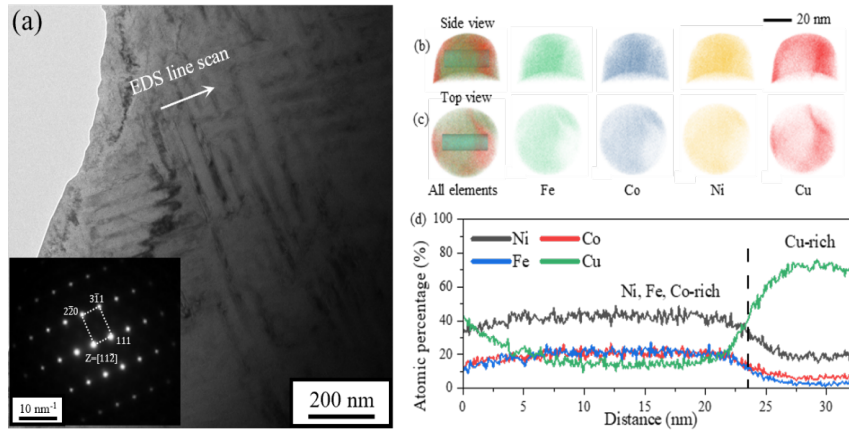 (a)
EDS line scan
31̅1
22̅0
111
Z=[112̅]
10 nm⁻¹
200 nm
Side view
20 nm
(b)
Top view
(c)
All elements Fe Co Ni Cu
(d)
100
80
60
40
20
0
Atomic percentage (%)
Ni Co
Fe Cu
Cu-rich
Ni, Fe, Co-rich
0 5 10 15 20 25 30
Distance (nm)